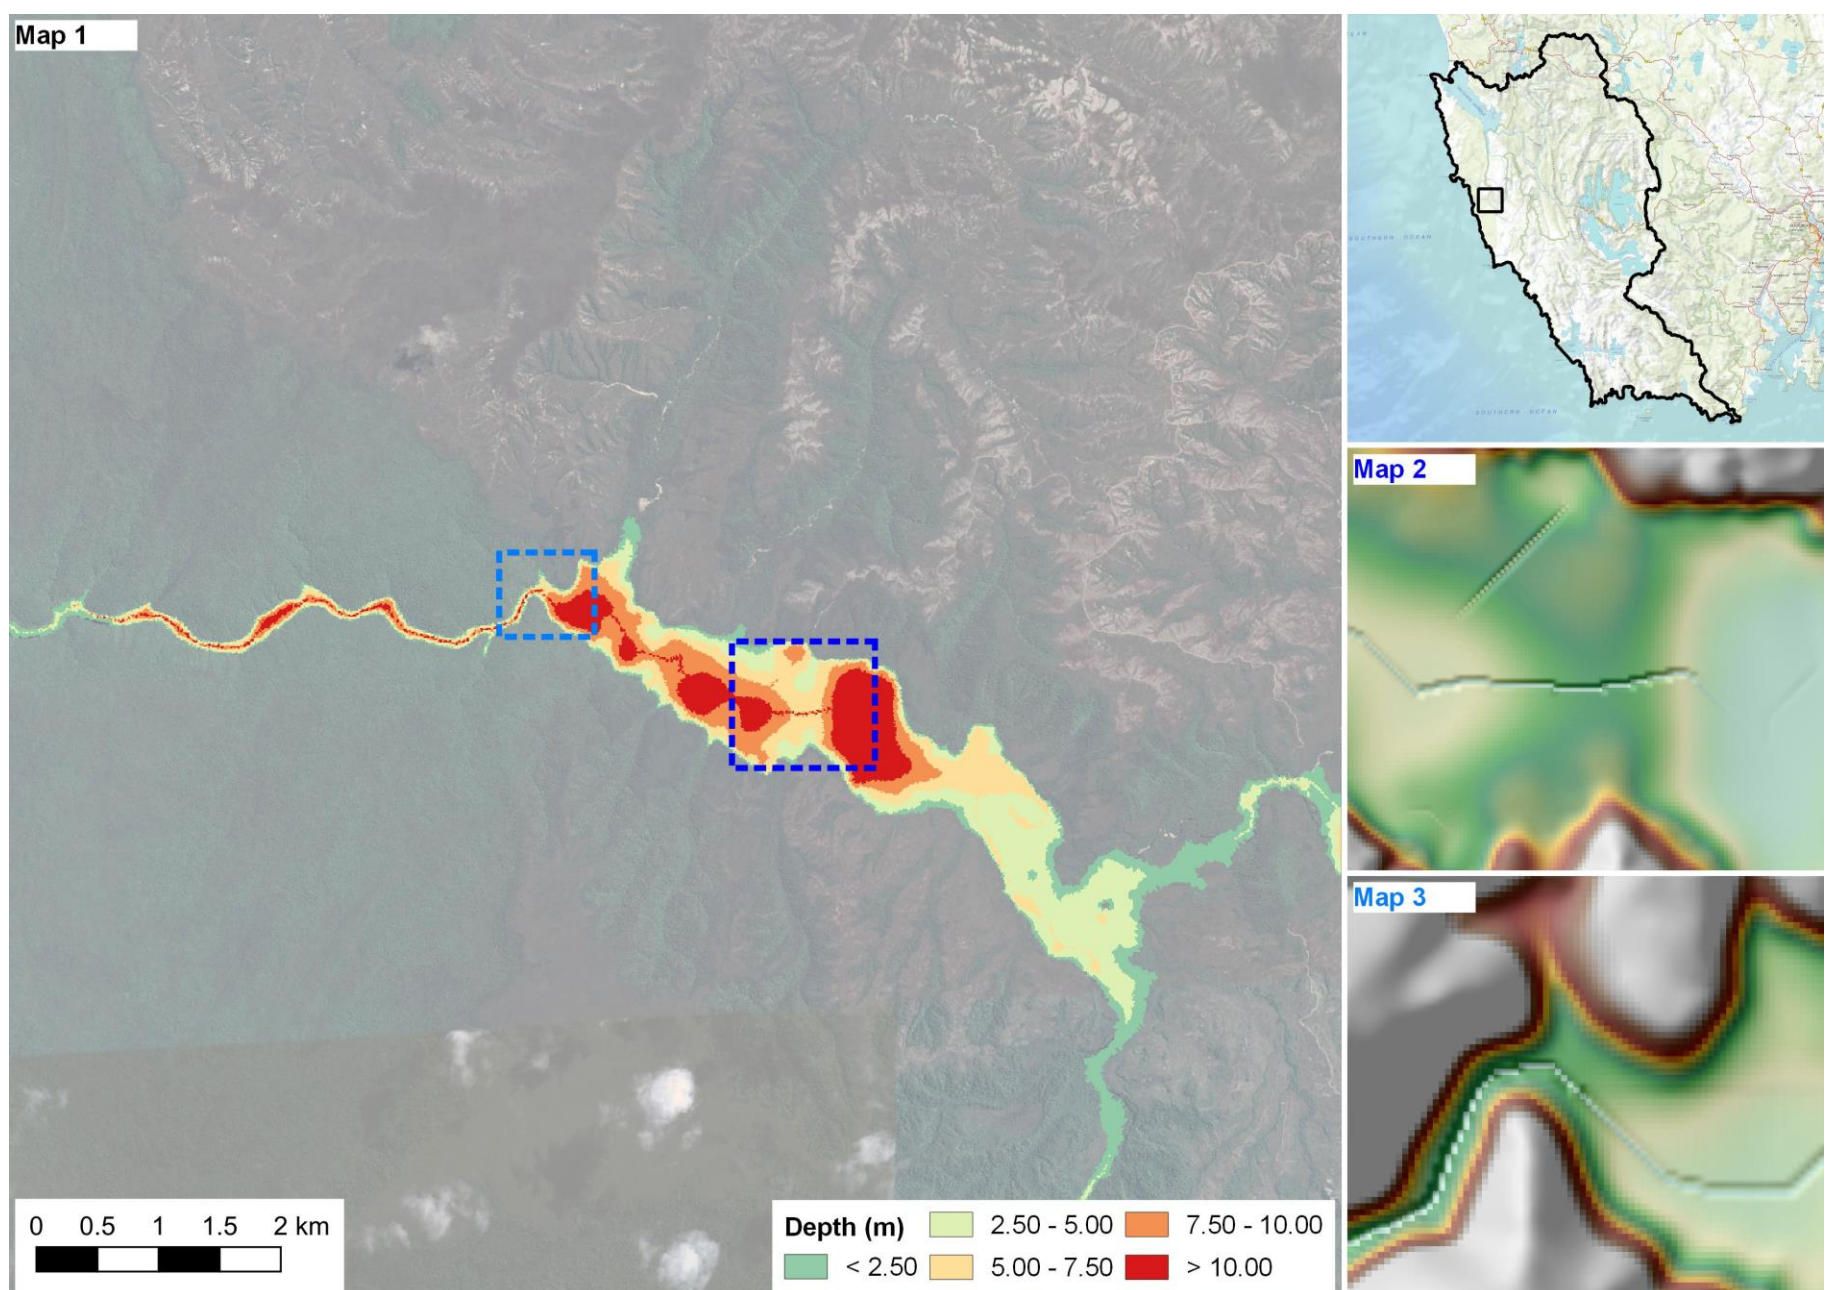 Map 1
0 0.5 1 1.5 2 km
Depth (m)
2.50 - 5.00
7.50 - 10.00
< 2.50
5.00 - 7.50
> 10.00
SOUTHERN OCEAN
SOUTHERN OCEAN
Map 2
Map 3